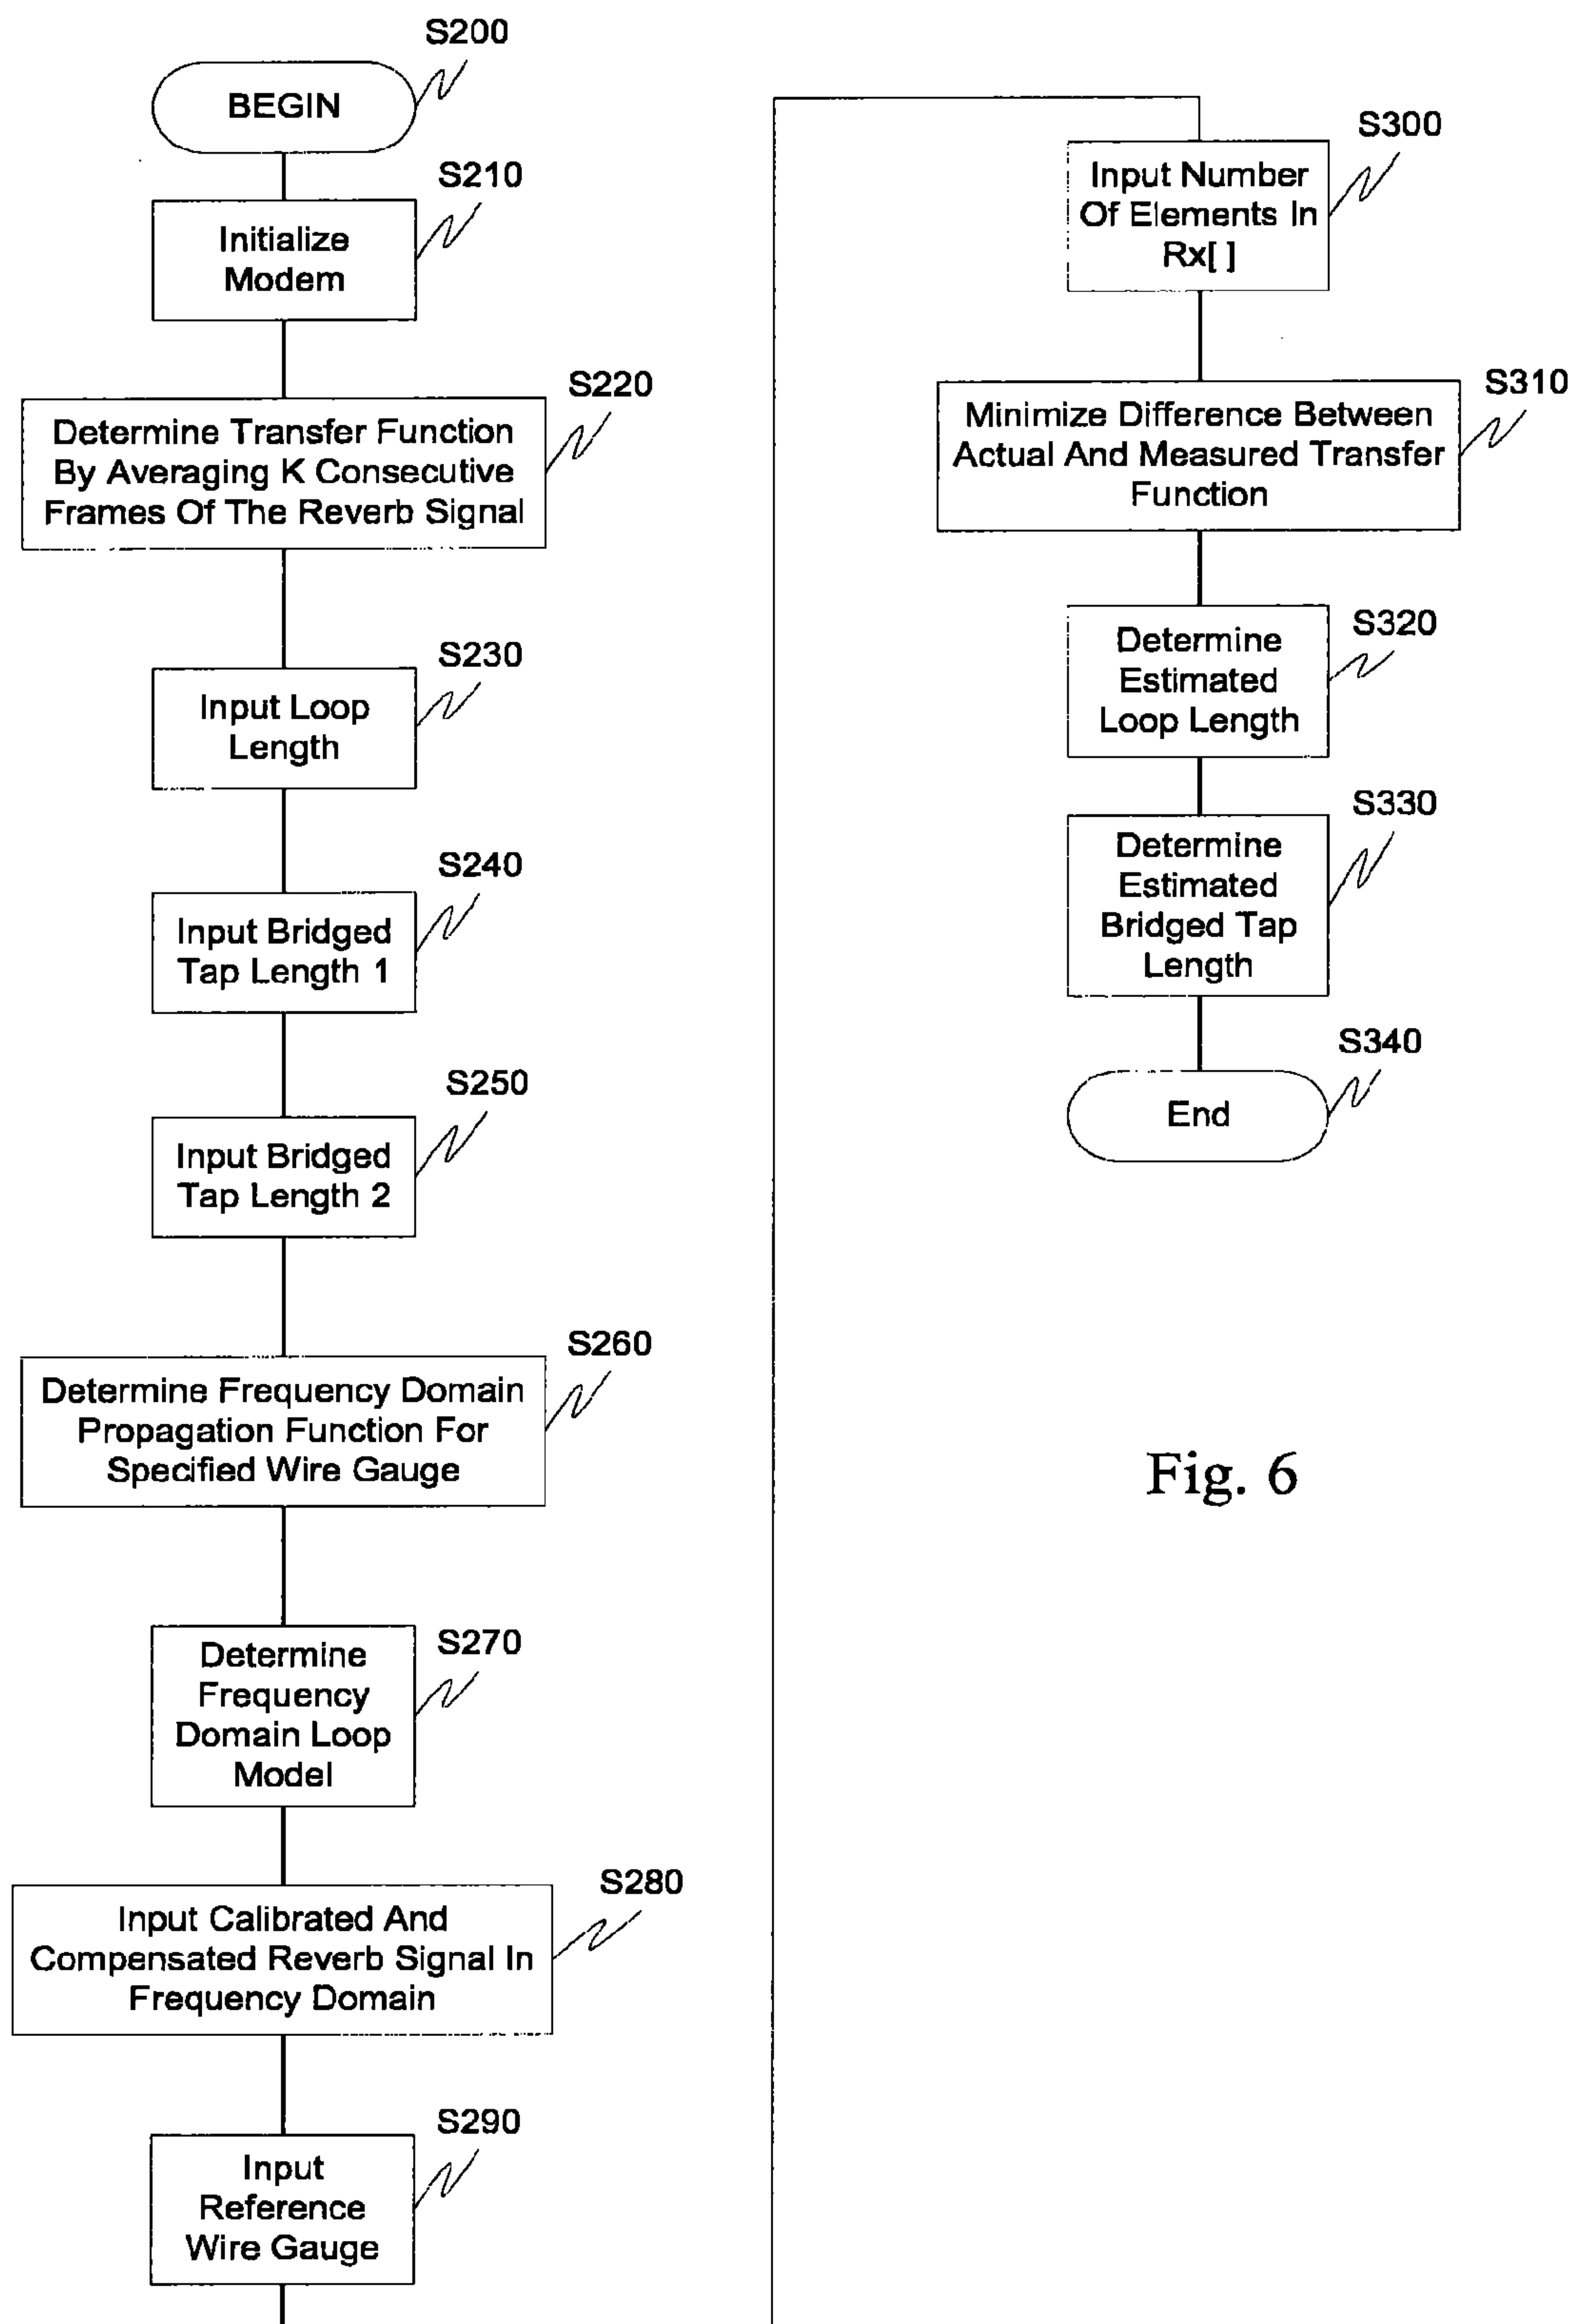 S200
BEGIN
S210
Initialize
Modem
S220
Determine Transfer Function
By Averaging K Consecutive
Frames Of The Reverb Signal
S230
Input Loop
Length
S240
Input Bridged
Tap Length 1
S250
Input Bridged
Tap Length 2
S260
Determine Frequency Domain
Propagation Function For
Specified Wire Gauge
S270
Determine
Frequency
Domain Loop
Model
S280
Input Calibrated And
Compensated Reverb Signal In
Frequency Domain
S290
Input
Reference
Wire Gauge
S300
Input Number
Of Elements In
Rx[ ]
S310
Minimize Difference Between
Actual And Measured Transfer
Function
S320
Determine
Estimated
Loop Length
S330
Determine
Estimated
Bridged Tap
Length
S340
End
Fig. 6